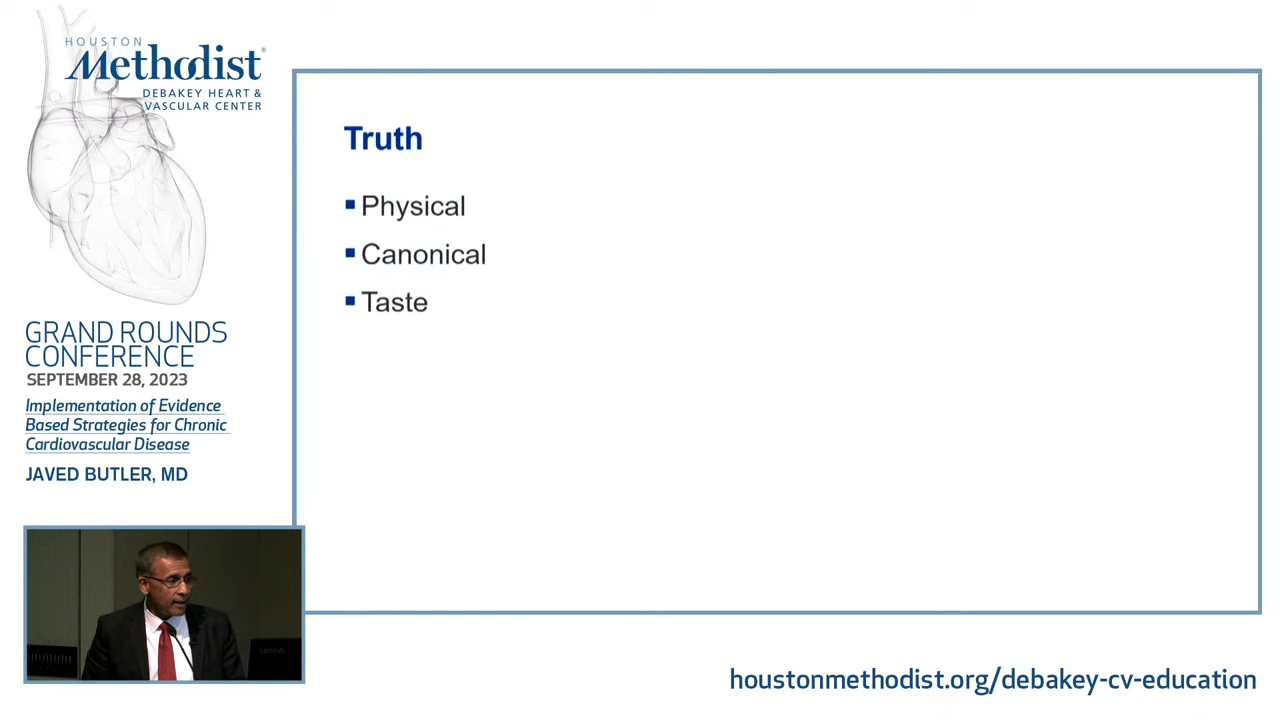 HOUSTON
Methodist®
DEBAKEY HEART &
VASCULAR CENTER
GRAND ROUNDS
CONFERENCE
SEPTEMBER 28, 2023
Implementation of Evidence
Based Strategies for Chronic
Cardiovascular Disease
JAVED BUTLER, MD
Truth
▪ Physical
▪ Canonical
▪ Taste
Lenovo
houstonmethodist.org/debakey-cv-education